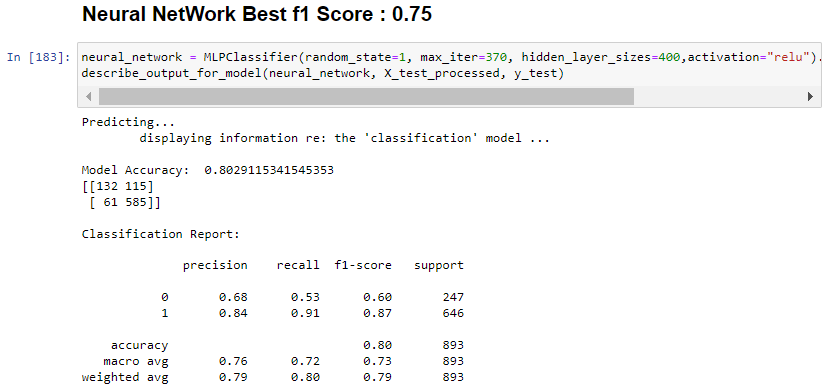 Neural NetWork Best f1 Score : 0.75
In [183]: neural_network = MLPClassifier(random_state=1, max_iter=370, hidden_layer_sizes=400,activation="relu").
describe_output_for_model(neural_network, X_test_processed, y_test)
Predicting...
displaying information re: the 'classification' model ...
Model Accuracy:  0.8029115341545353
[[132 115]
[ 61 585]]
Classification Report:
precision    recall  f1-score   support
0       0.68      0.53      0.60       247
1       0.84      0.91      0.87       646
accuracy                           0.80       893
macro avg       0.76      0.72      0.73       893
weighted avg       0.79      0.80      0.79       893